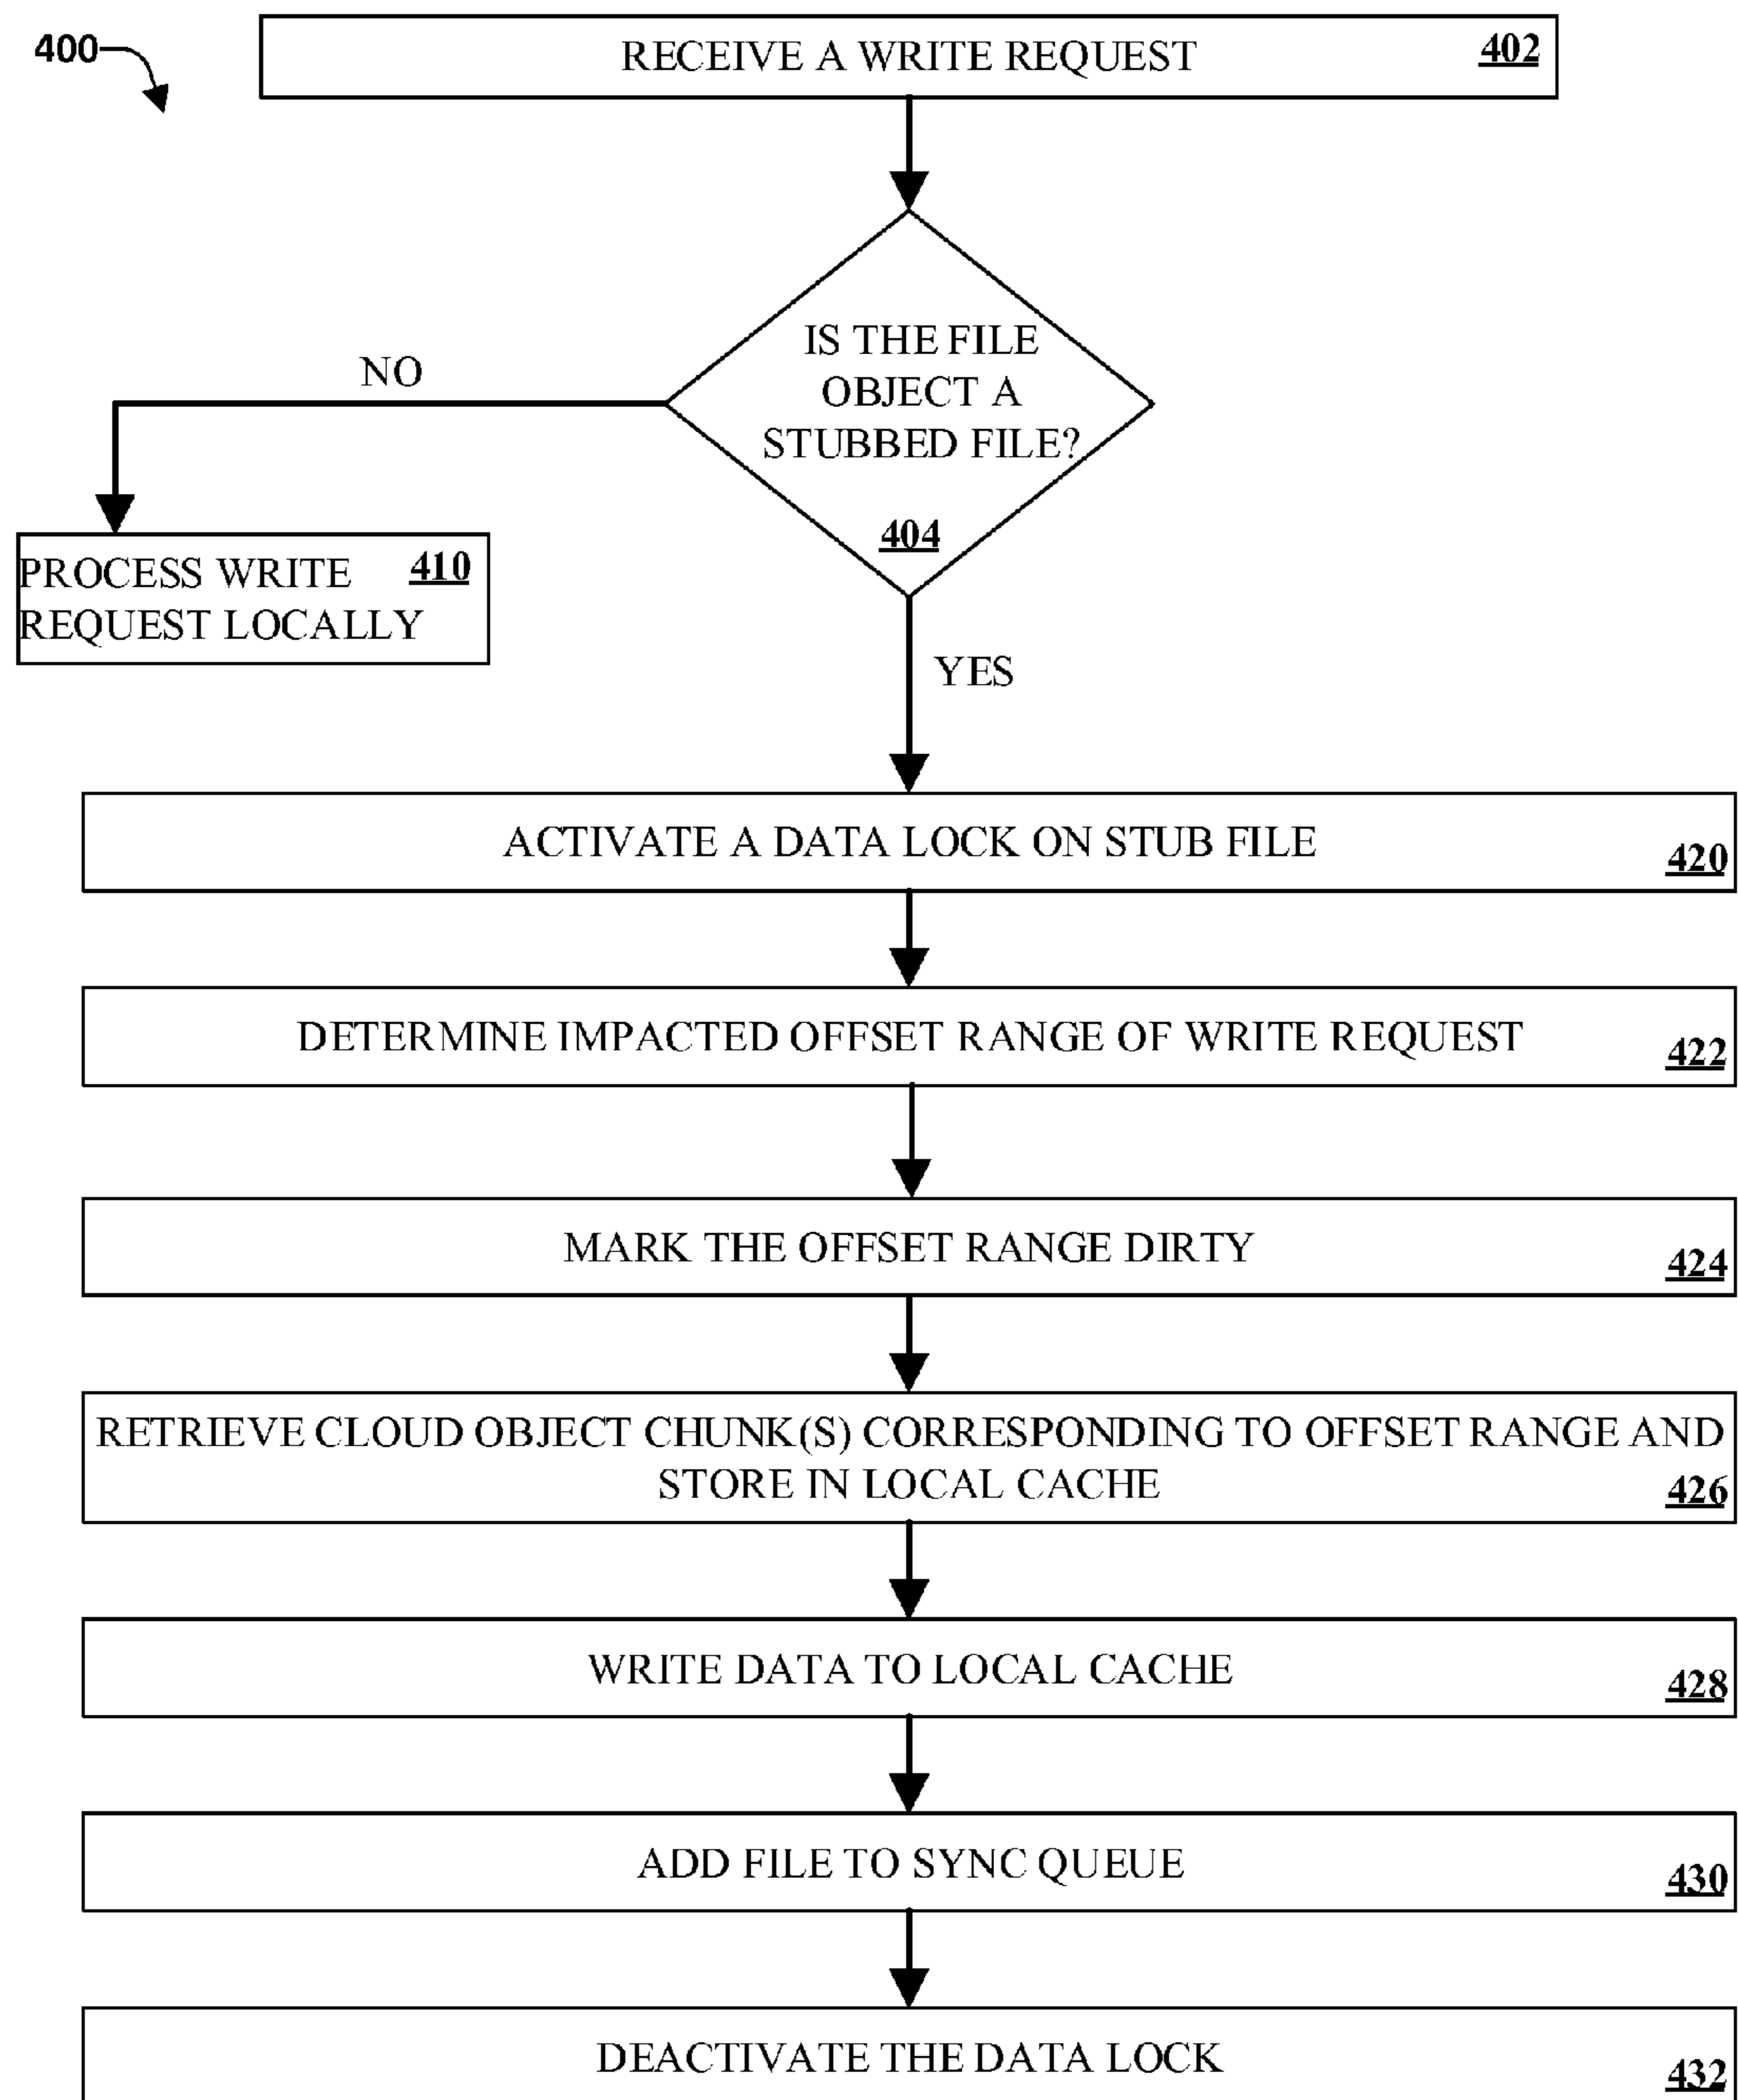 400
RECEIVE A WRITE REQUEST 402
IS THE FILE
OBJECT A
STUBBED FILE?
404
NO
PROCESS WRITE 410
REQUEST LOCALLY
YES
ACTIVATE A DATA LOCK ON STUB FILE 420
DETERMINE IMPACTED OFFSET RANGE OF WRITE REQUEST 422
MARK THE OFFSET RANGE DIRTY 424
RETRIEVE CLOUD OBJECT CHUNK(S) CORRESPONDING TO OFFSET RANGE AND
STORE IN LOCAL CACHE 426
WRITE DATA TO LOCAL CACHE 428
ADD FILE TO SYNC QUEUE 430
DEACTIVATE THE DATA LOCK 432